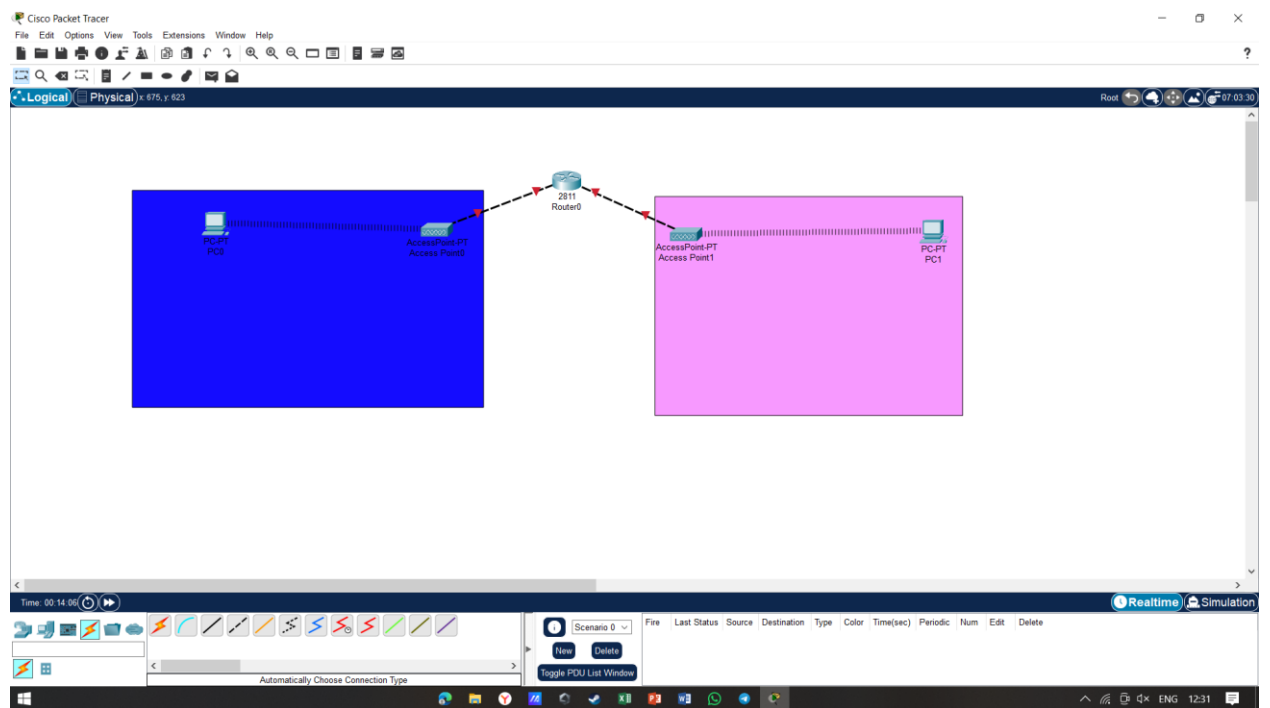 Cisco Packet Tracer
File Edit Options View Tools Extensions Window Help
?
Logical Physical x: 675, y: 623 Root 07:03:30
2811
Router0
PC-PT
PC0
AccessPoint-PT
Access Point0
AccessPoint-PT
Access Point1
PC-PT
PC1
Time: 00:14:06 Realtime Simulation
Scenario 0 Fire Last Status Source Destination Type Color Time(sec) Periodic Num Edit Delete
New Delete
Toggle PDU List Window
Automatically Choose Connection Type
ENG 12:31